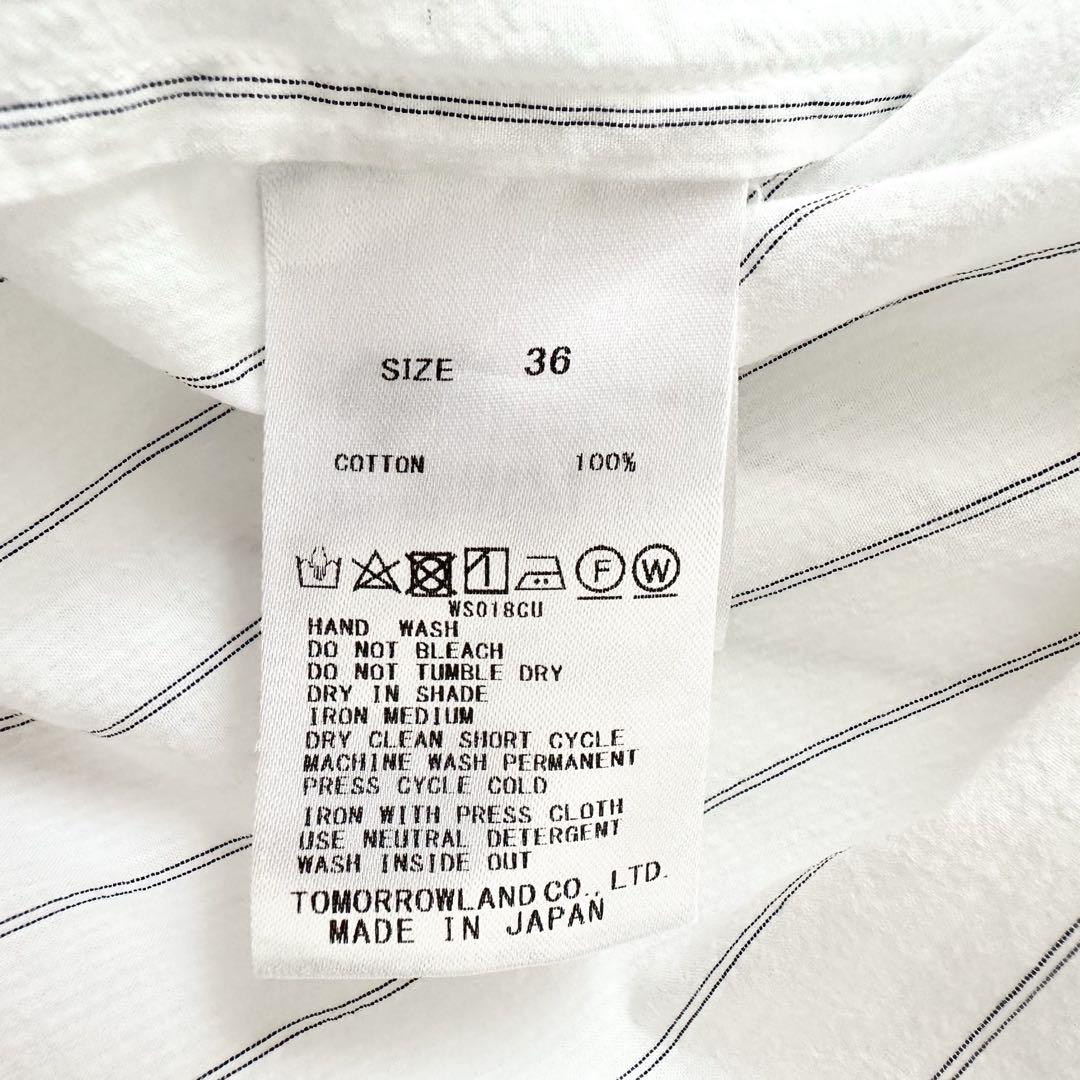 SIZE 36
COTTON 100%
F W
WS018CU
HAND WASH
DO NOT BLEACH
DO NOT TUMBLE DRY
DRY IN SHADE
IRON MEDIUM
DRY CLEAN SHORT CYCLE
MACHINE WASH PERMANENT
PRESS CYCLE COLD
IRON WITH PRESS CLOTH
USE NEUTRAL DETERGENT
WASH INSIDE OUT
TOMORROWLAND CO., LTD.
MADE IN JAPAN